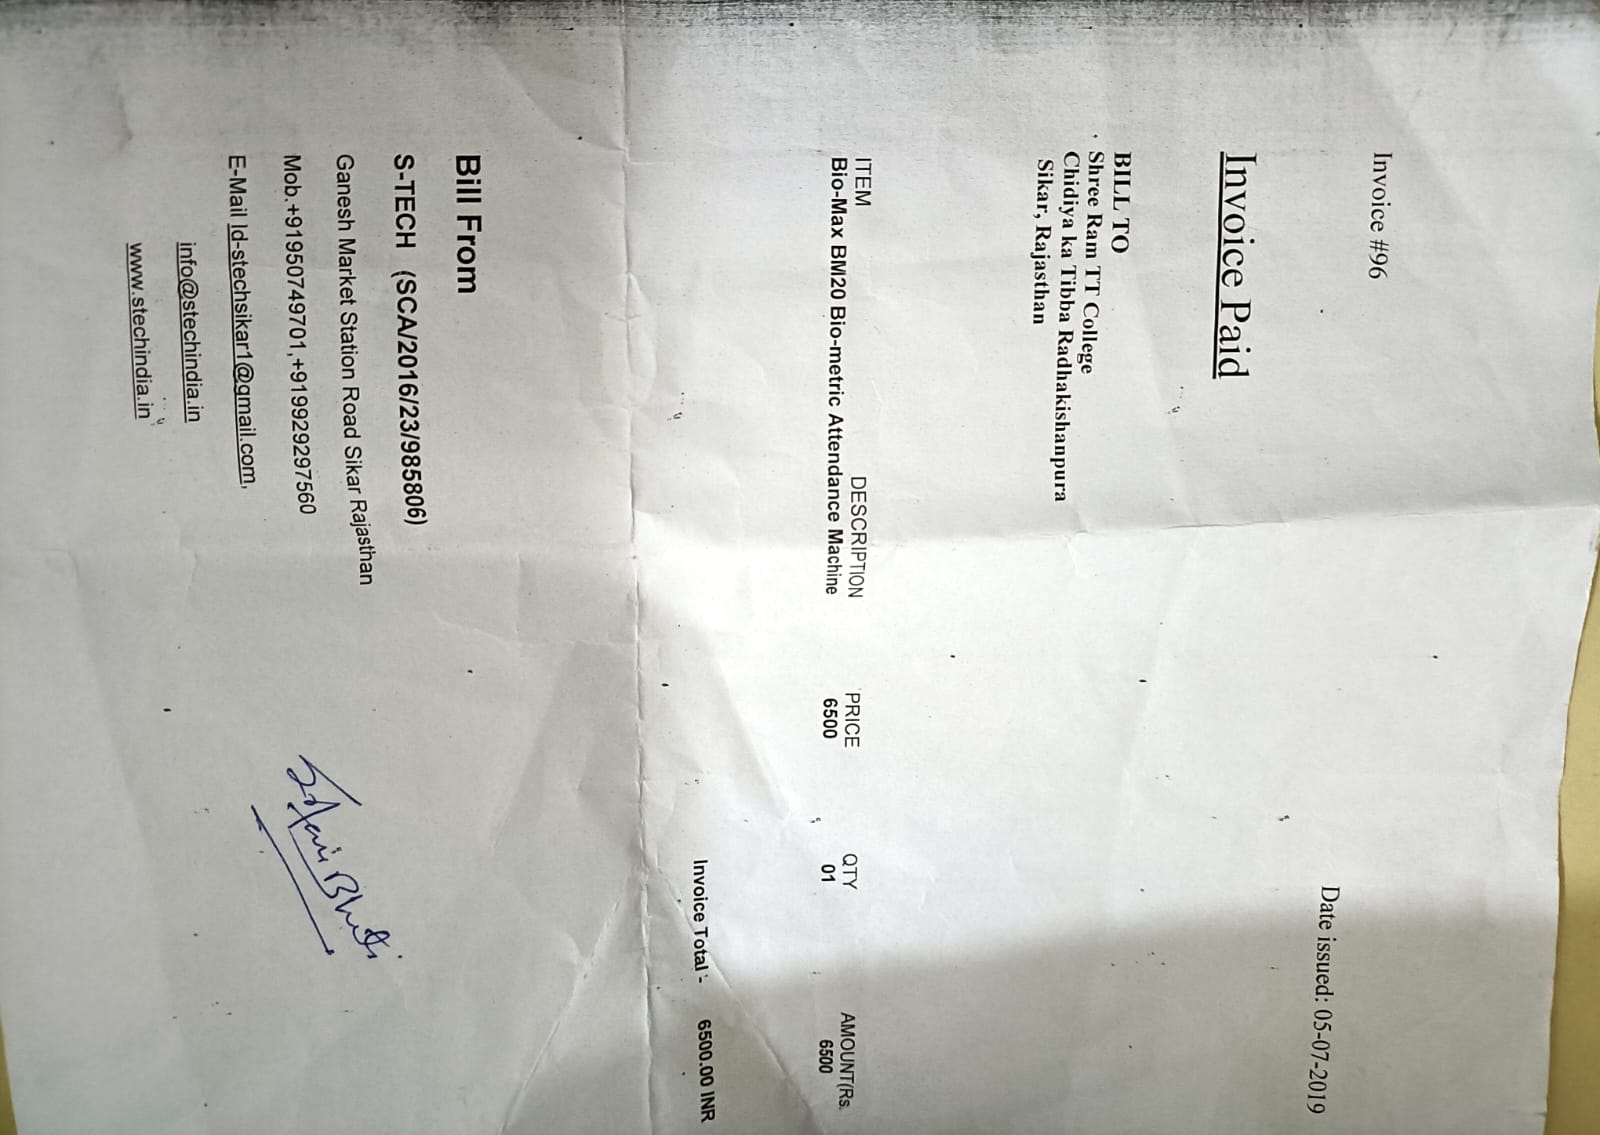 Invoice #96
Date issued: 05-07-2019
Invoice Paid
BILL TO
Shree Ram TT College
Chidiya ka Tibba Radhakishanpura
Sikar, Rajasthan
ITEM DESCRIPTION PRICE QTY AMOUNT(Rs.
Bio-Max BM20 Bio-metric Attendance Machine 6500 01 6500
Invoice Total - 6500.00 INR
Bill From
S-TECH (SCA/2016/23/985806)
Ganesh Market Station Road Sikar Rajasthan
Mob.+91950749701,+919929297560
E-Mail Id-stechsikar1@gmail.com,
info@stechindia.in
www.stechindia.in